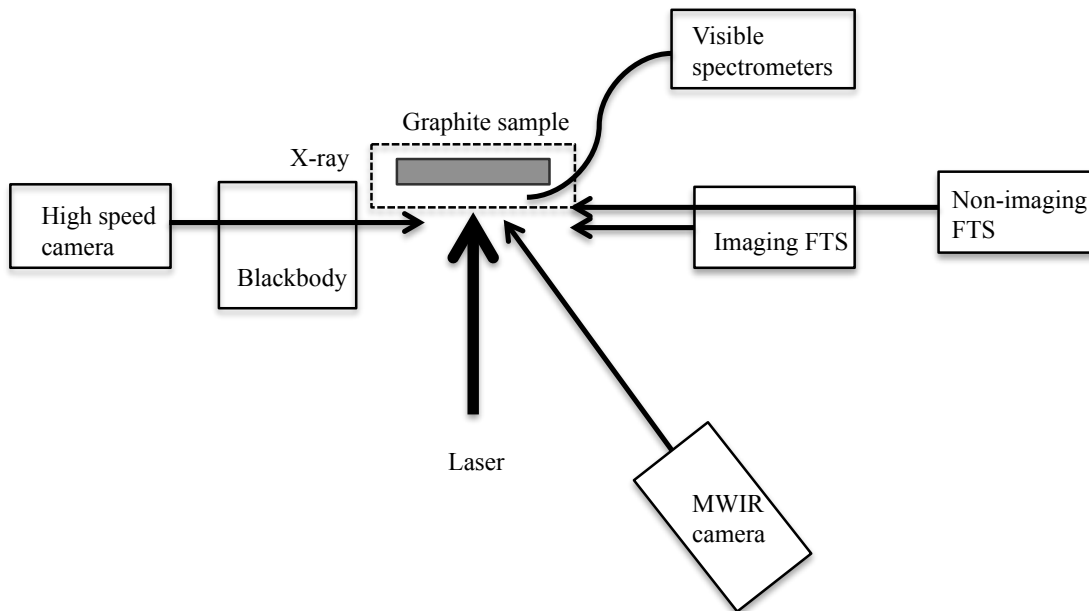 Visible
spectrometers
Graphite sample
X-ray
High speed
camera
Blackbody
Imaging FTS
Non-imaging
FTS
Laser
MWIR
camera